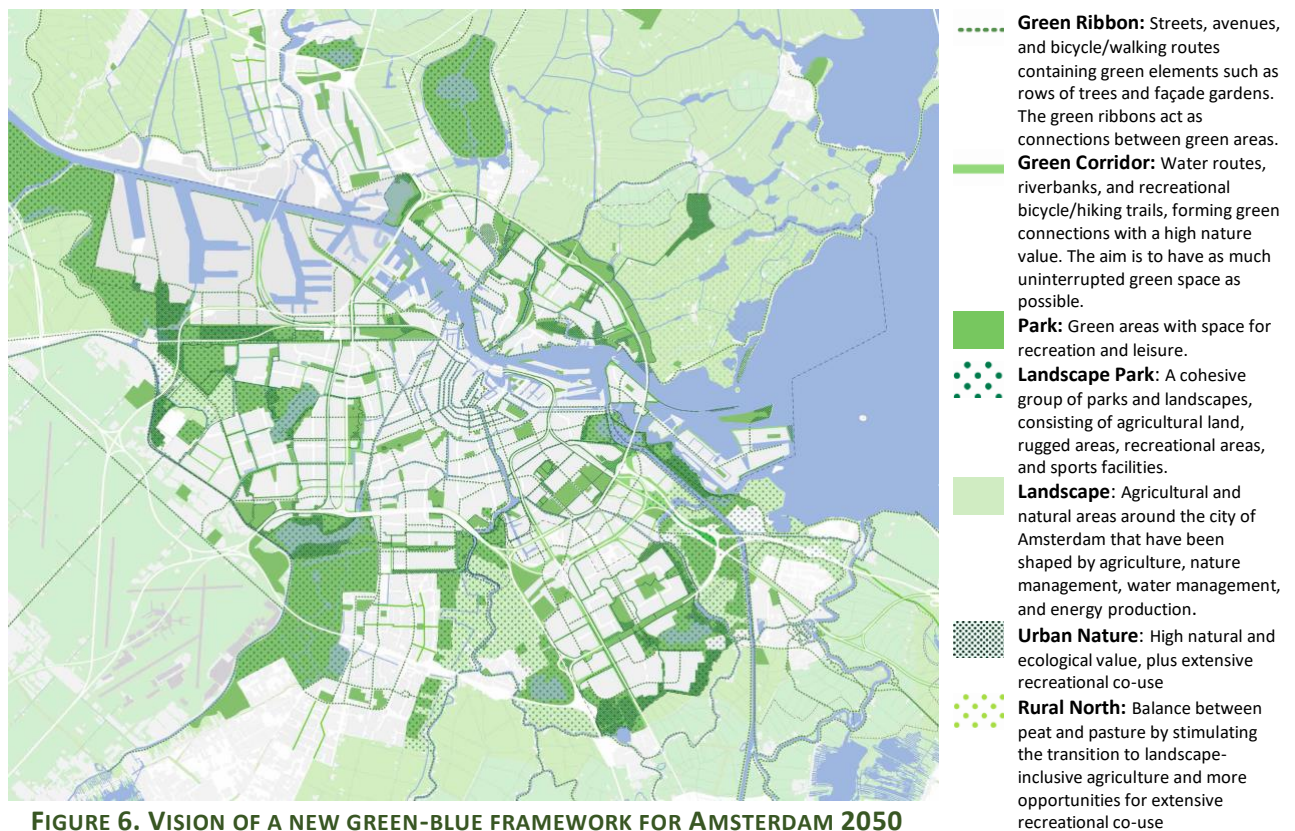 Green Ribbon: Streets, avenues,
and bicycle/walking routes
containing green elements such as
rows of trees and façade gardens.
The green ribbons act as
connections between green areas.
Green Corridor: Water routes,
riverbanks, and recreational
bicycle/hiking trails, forming green
connections with a high nature
value. The aim is to have as much
uninterrupted green space as
possible.
Park: Green areas with space for
recreation and leisure.
Landscape Park: A cohesive
group of parks and landscapes,
consisting of agricultural land,
rugged areas, recreational areas,
and sports facilities.
Landscape: Agricultural and
natural areas around the city of
Amsterdam that have been
shaped by agriculture, nature
management, water management,
and energy production.
Urban Nature: High natural and
ecological value, plus extensive
recreational co-use
Rural North: Balance between
peat and pasture by stimulating
the transition to landscape-
inclusive agriculture and more
opportunities for extensive
recreational co-use
FIGURE 6. VISION OF A NEW GREEN-BLUE FRAMEWORK FOR AMSTERDAM 2050